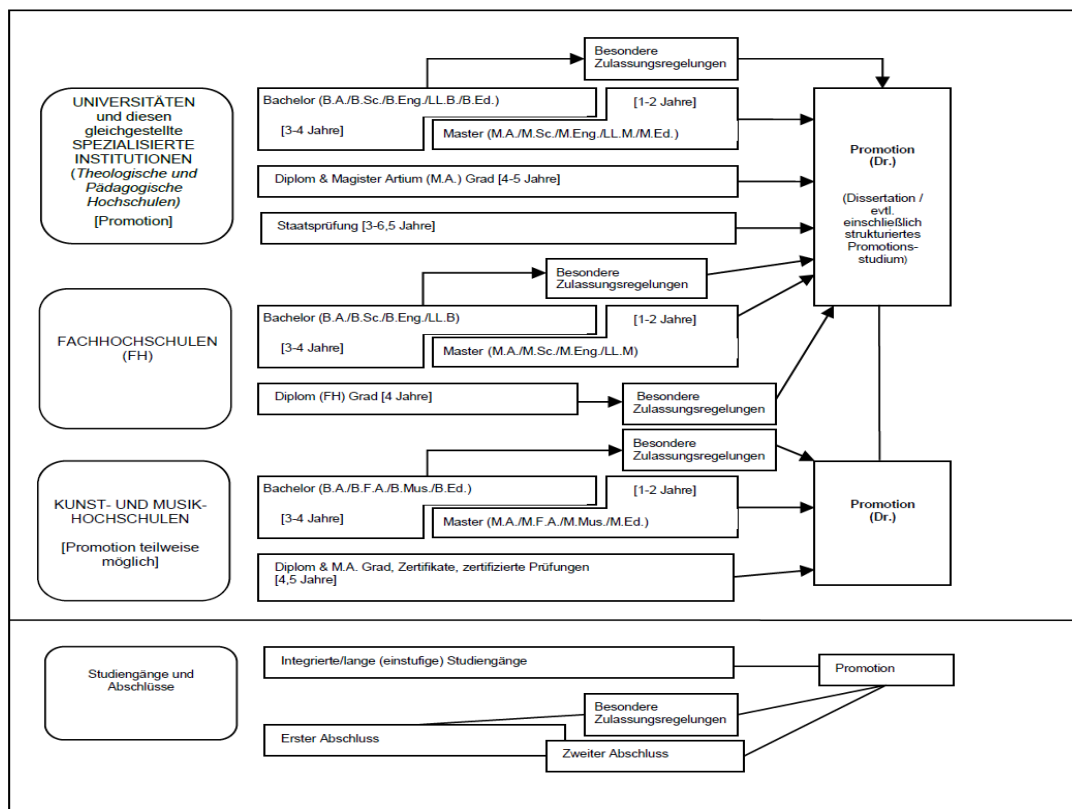 Besondere
Zulassungsregelungen
UNIVERSITÄTEN
und diesen
gleichgestellte
SPEZIALISIERTE
INSTITUTIONEN
(Theologische und
Pädagogische
Hochschulen)
[Promotion]
Bachelor (B.A./B.Sc./B.Eng./LL.B./B.Ed.)
[3-4 Jahre]
[1-2 Jahre]
Master (M.A./M.Sc./M.Eng./LL.M./M.Ed.)
Diplom & Magister Artium (M.A.) Grad [4-5 Jahre]
Staatsprüfung [3-6,5 Jahre]
Promotion
(Dr.)
(Dissertation /
evtl.
einschließlich
strukturiertes
Promotions-
studium)
FACHHOCHSCHULEN
(FH)
Besondere
Zulassungsregelungen
Bachelor (B.A./B.Sc./B.Eng./LL.B)
[3-4 Jahre]
[1-2 Jahre]
Master (M.A./M.Sc./M.Eng./LL.M)
Diplom (FH) Grad [4 Jahre]
Besondere
Zulassungsregelungen
KUNST- UND MUSIK-
HOCHSCHULEN
[Promotion teilweise
möglich]
Besondere
Zulassungsregelungen
Bachelor (B.A./B.F.A./B.Mus./B.Ed.)
[3-4 Jahre]
[1-2 Jahre]
Master (M.A./M.F.A./M.Mus./M.Ed.)
Diplom & M.A. Grad, Zertifikate, zertifizierte Prüfungen
[4,5 Jahre]
Promotion
(Dr.)
Studiengänge und
Abschlüsse
Integrierte/lange (einstufige) Studiengänge
Promotion
Besondere
Zulassungsregelungen
Erster Abschluss
Zweiter Abschluss